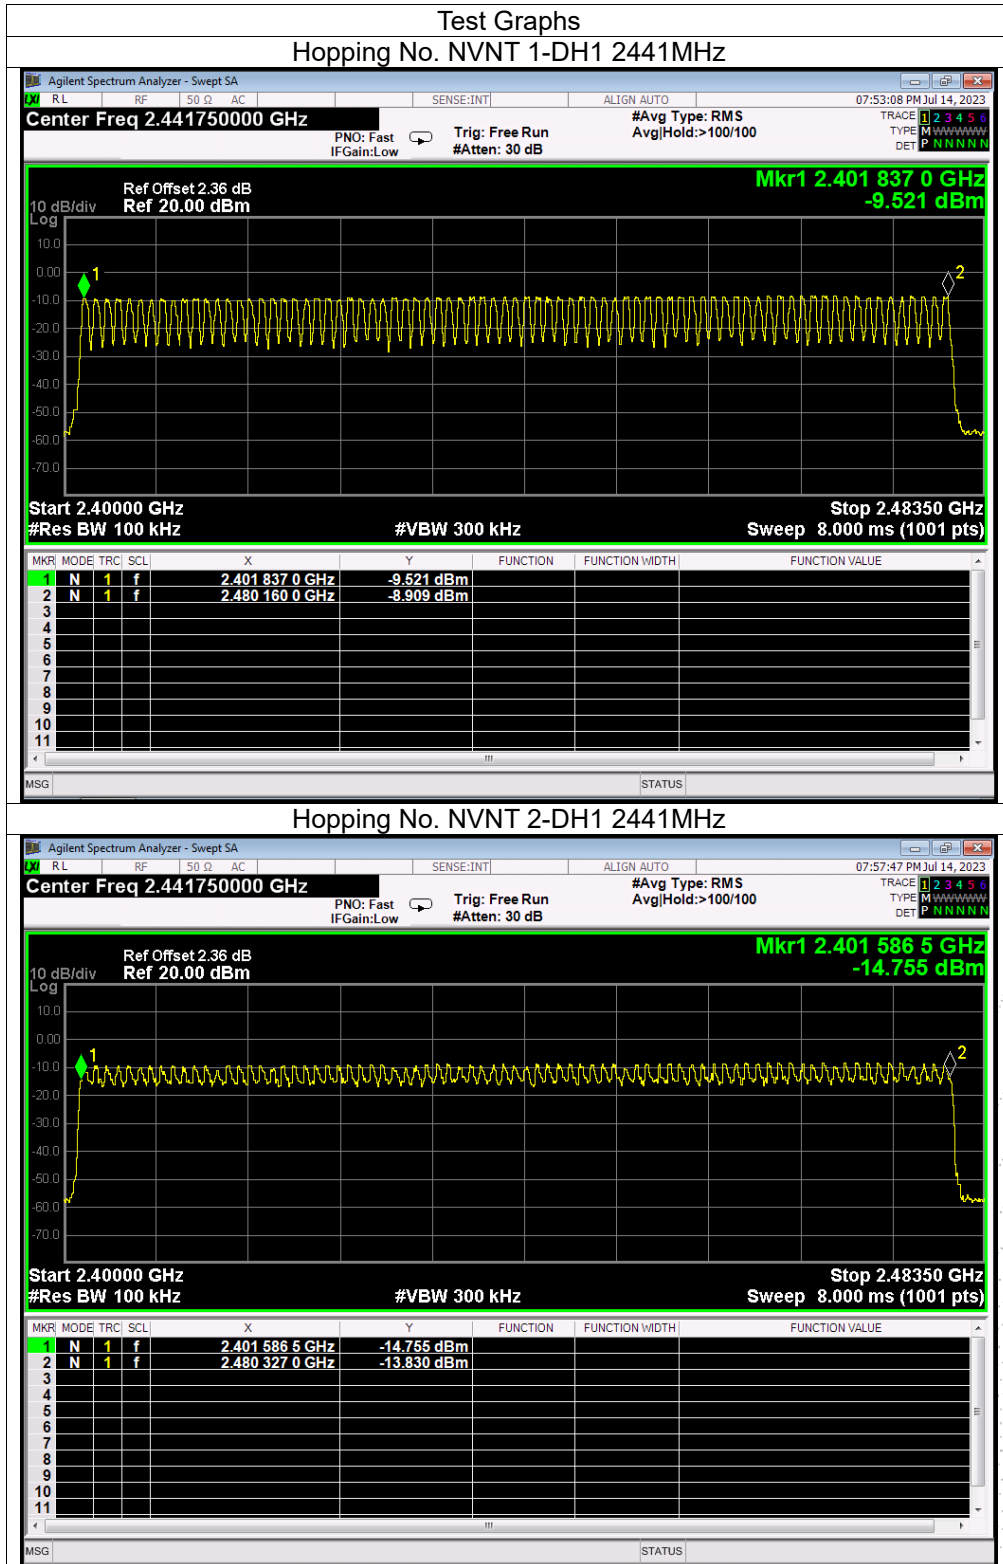 Test Graphs
Hopping No. NVNT 1-DH1 2441MHz
Agilent Spectrum Analyzer - Swept SA
LXI RL RF 50 Ω AC SENSE:INT ALIGN AUTO 07:53:08 PM Jul 14, 2023
Center Freq 2.441750000 GHz #Avg Type: RMS TRACE 1 2 3 4 5 6
PNO: Fast Trig: Free Run Avg|Hold:>100/100 TYPE M WWWWW
IFGain:Low #Atten: 30 dB DET P N N N N N
Mkr1 2.401 837 0 GHz
Ref Offset 2.36 dB
10 dB/div Ref 20.00 dBm -9.521 dBm
Log
10.0
0.00
1 2
-10.0
-20.0
-30.0
-40.0
-50.0
-60.0
-70.0
Start 2.40000 GHz Stop 2.48350 GHz
#Res BW 100 kHz #VBW 300 kHz Sweep 8.000 ms (1001 pts)
MKR MODE TRC SCL X Y FUNCTION FUNCTION WIDTH FUNCTION VALUE
1 N 1 f 2.401 837 0 GHz -9.521 dBm
2 N 1 f 2.480 160 0 GHz -8.909 dBm
3
4
5
6
7
8
9
10
11
MSG STATUS
Hopping No. NVNT 2-DH1 2441MHz
Agilent Spectrum Analyzer - Swept SA
LXI RL RF 50 Ω AC SENSE:INT ALIGN AUTO 07:57:47 PM Jul 14, 2023
Center Freq 2.441750000 GHz #Avg Type: RMS TRACE 1 2 3 4 5 6
PNO: Fast Trig: Free Run Avg|Hold:>100/100 TYPE M WWWWW
IFGain:Low #Atten: 30 dB DET P N N N N N
Mkr1 2.401 586 5 GHz
Ref Offset 2.36 dB
10 dB/div Ref 20.00 dBm -14.755 dBm
Log
10.0
0.00
1 2
-10.0
-20.0
-30.0
-40.0
-50.0
-60.0
-70.0
Start 2.40000 GHz Stop 2.48350 GHz
#Res BW 100 kHz #VBW 300 kHz Sweep 8.000 ms (1001 pts)
MKR MODE TRC SCL X Y FUNCTION FUNCTION WIDTH FUNCTION VALUE
1 N 1 f 2.401 586 5 GHz -14.755 dBm
2 N 1 f 2.480 327 0 GHz -13.830 dBm
3
4
5
6
7
8
9
10
11
MSG STATUS